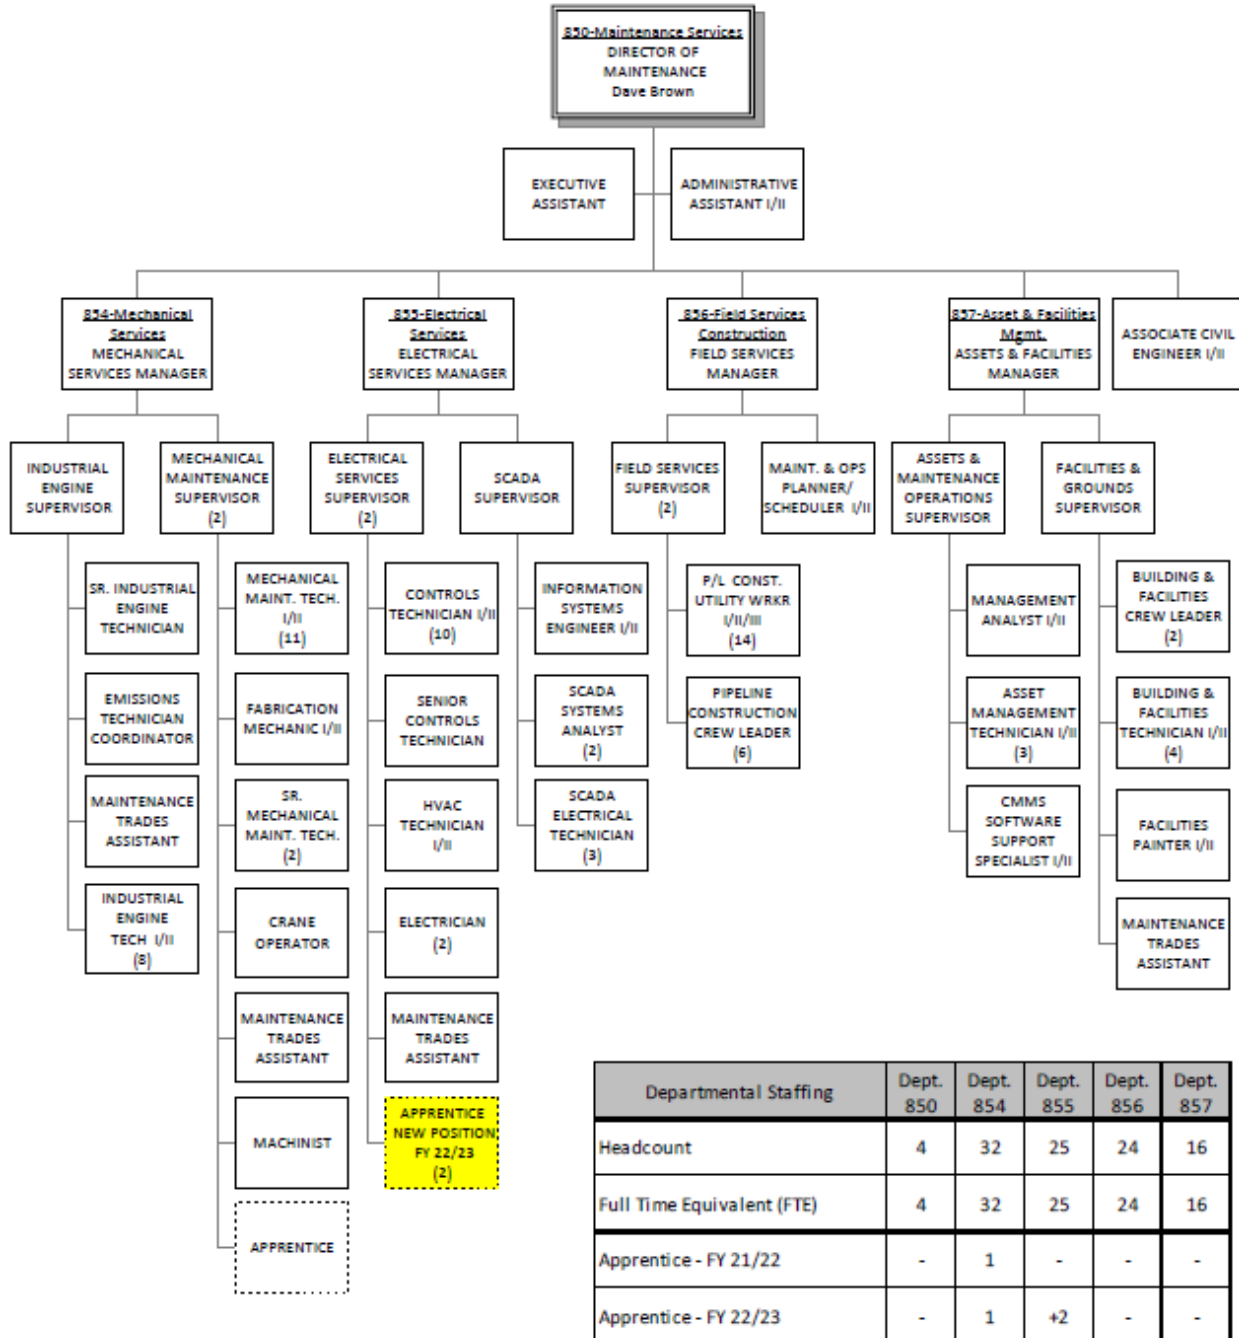 850-Maintenance Services
DIRECTOR OF
MAINTENANCE
Dave Brown
EXECUTIVE
ASSISTANT
ADMINISTRATIVE
ASSISTANT I/II
854-Mechanical
Services
MECHANICAL
SERVICES MANAGER
855-Electrical
Services
ELECTRICAL
SERVICES MANAGER
856-Field Services
Construction
FIELD SERVICES
MANAGER
857-Asset & Facilities
Mgmt.
ASSETS & FACILITIES
MANAGER
ASSOCIATE CIVIL
ENGINEER I/II
INDUSTRIAL
ENGINE
SUPERVISOR
MECHANICAL
MAINTENANCE
SUPERVISOR
(2)
ELECTRICAL
SERVICES
SUPERVISOR
(2)
SCADA
SUPERVISOR
FIELD SERVICES
SUPERVISOR
(2)
MAINT. & OPS
PLANNER/
SCHEDULER I/II
ASSETS &
MAINTENANCE
OPERATIONS
SUPERVISOR
FACILITIES &
GROUNDS
SUPERVISOR
SR. INDUSTRIAL
ENGINE
TECHNICIAN
EMISSIONS
TECHNICIAN
COORDINATOR
MAINTENANCE
TRADES
ASSISTANT
INDUSTRIAL
ENGINE
TECH I/II
(8)
MECHANICAL
MAINT. TECH.
I/II
(11)
FABRICATION
MECHANIC I/II
SR.
MECHANICAL
MAINT. TECH.
(2)
CRANE
OPERATOR
MAINTENANCE
TRADES
ASSISTANT
MACHINIST
APPRENTICE
CONTROLS
TECHNICIAN I/II
(10)
SENIOR
CONTROLS
TECHNICIAN
HVAC
TECHNICIAN
I/II
ELECTRICIAN
(2)
MAINTENANCE
TRADES
ASSISTANT
APPRENTICE
NEW POSITION
FY 22/23
(2)
INFORMATION
SYSTEMS
ENGINEER I/II
SCADA
SYSTEMS
ANALYST
(2)
SCADA
ELECTRICAL
TECHNICIAN
(3)
P/L CONST.
UTILITY WRKR
I/II/III
(14)
PIPELINE
CONSTRUCTION
CREW LEADER
(6)
MANAGEMENT
ANALYST I/II
ASSET
MANAGEMENT
TECHNICIAN I/II
(3)
CMMS
SOFTWARE
SUPPORT
SPECIALIST I/II
BUILDING &
FACILITIES
CREW LEADER
(2)
BUILDING &
FACILITIES
TECHNICIAN I/II
(4)
FACILITIES
PAINTER I/II
MAINTENANCE
TRADES
ASSISTANT
Departmental Staffing Dept. 850 Dept. 854 Dept. 855 Dept. 856 Dept. 857
Headcount 4 32 25 24 16
Full Time Equivalent (FTE) 4 32 25 24 16
Apprentice - FY 21/22 - 1 - - -
Apprentice - FY 22/23 - 1 +2 - -